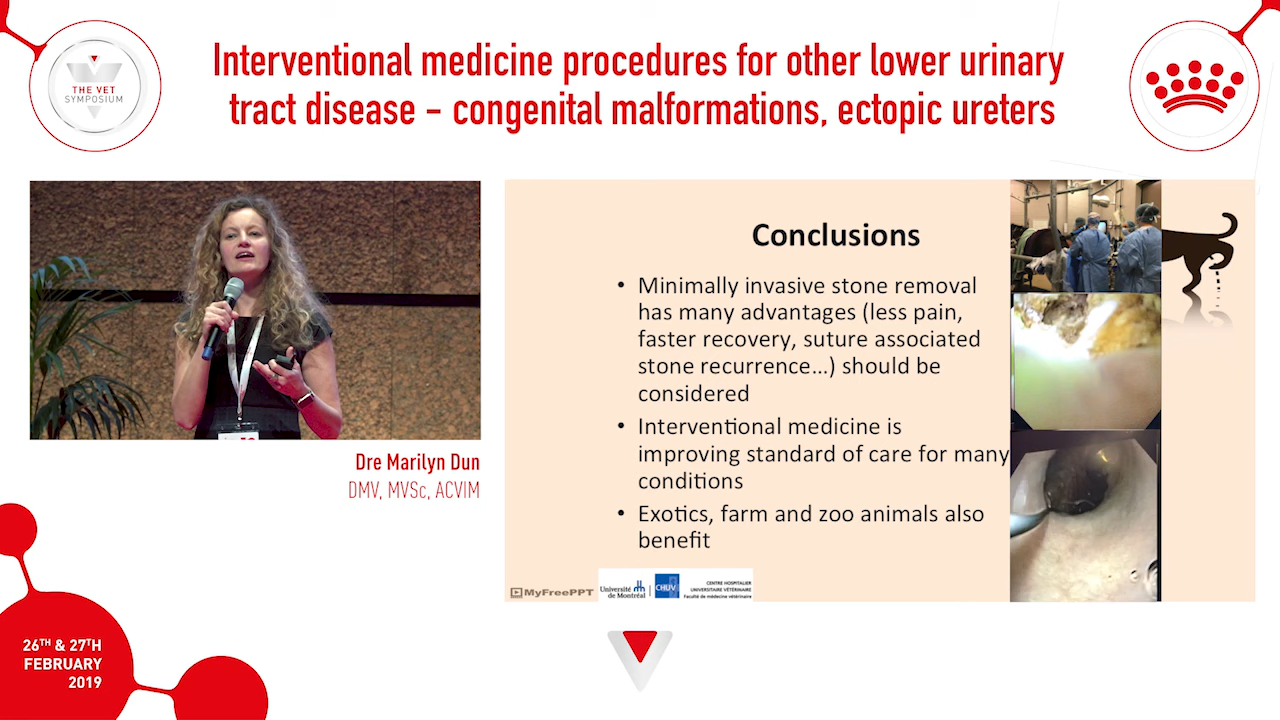 Interventional medicine procedures for other lower urinary
tract disease – congenital malformations, ectopic ureters
THE VET
SYMPOSIUM
Dre Marilyn Dun
DMV, MVSc, ACVIM
Conclusions
• Minimally invasive stone removal
has many advantages (less pain,
faster recovery, suture associated
stone recurrence...) should be
considered
• Interventional medicine is
improving standard of care for many
conditions
• Exotics, farm and zoo animals also
benefit
MyFreePPT
Université
de Montréal
CHUV
CENTRE HOSPITALIER
UNIVERSITAIRE VÉTÉRINAIRE
Faculté de médecine vétérinaire
26TH & 27TH
FEBRUARY
2019